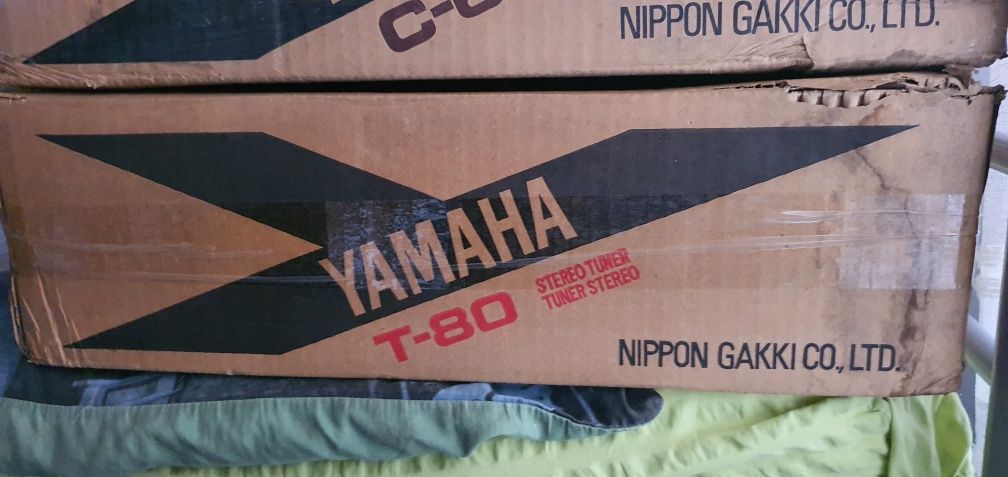 NIPPON GAKKI CO., LTD.
YAMAHA
T-80
STEREO TUNER
TUNER STEREO
NIPPON GAKKI CO., LTD.